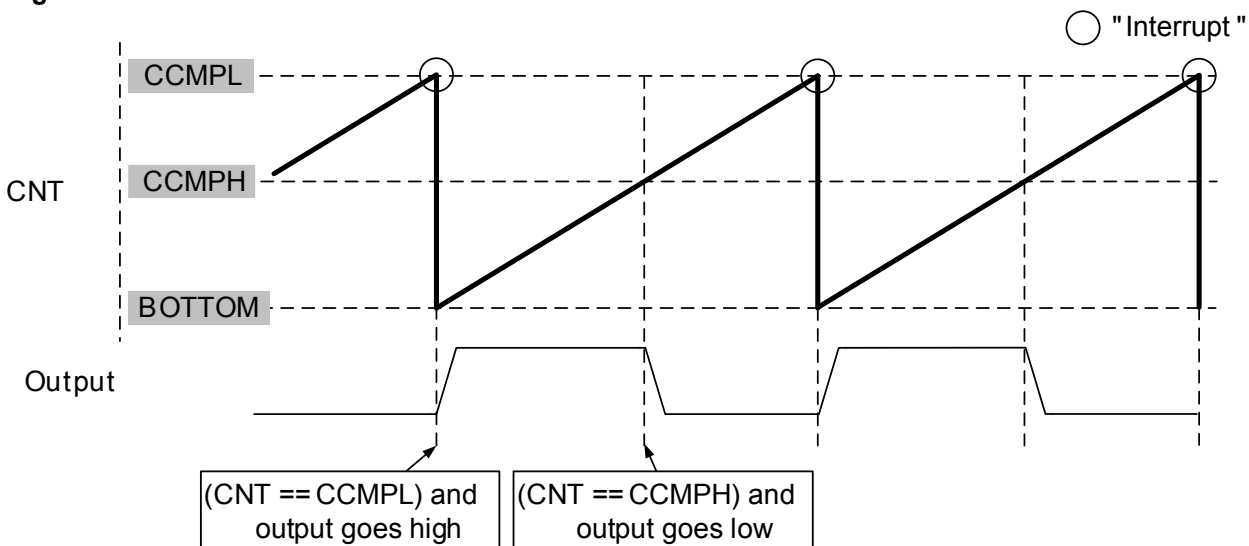 "Interrupt"
CCMPL
CCMPH
CNT
BOTTOM
Output
(CNT == CCMPL) and
output goes high
(CNT == CCMPH) and
output goes low